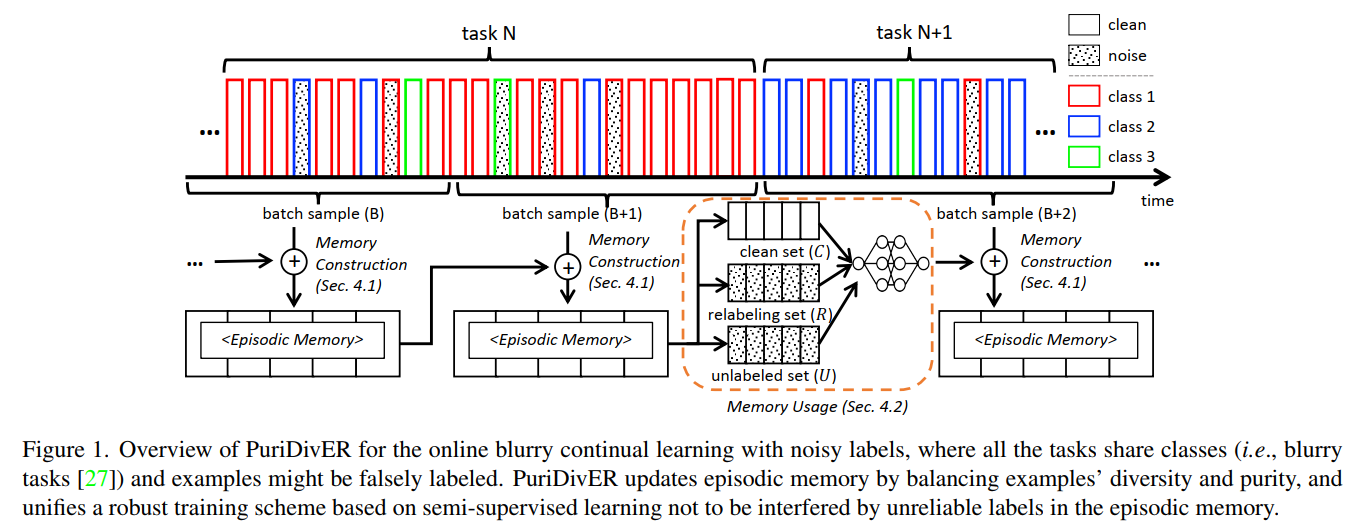 task N
task N+1
clean
noise
class 1
class 2
class 3
...
...
time
batch sample (B)
batch sample (B+1)
batch sample (B+2)
...
Memory
Construction
(Sec. 4.1)
Memory
Construction
(Sec. 4.1)
clean set (C)
relabeling set (R)
unlabeled set (U)
Memory
Construction
(Sec. 4.1)
...
<Episodic Memory>
<Episodic Memory>
<Episodic Memory>
Memory Usage (Sec. 4.2)
Figure 1. Overview of PuriDivER for the online blurry continual learning with noisy labels, where all the tasks share classes (i.e., blurry
tasks [27]) and examples might be falsely labeled. PuriDivER updates episodic memory by balancing examples' diversity and purity, and
unifies a robust training scheme based on semi-supervised learning not to be interfered by unreliable labels in the episodic memory.